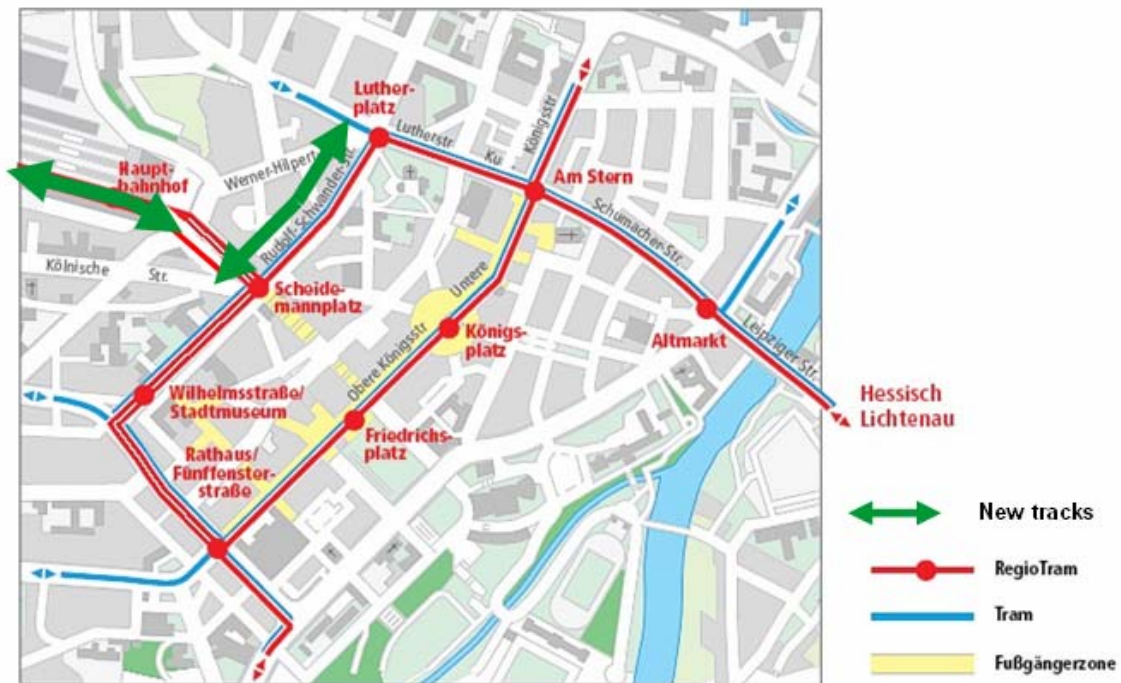 Luther-
platz
Lutherstr
Ku
Königsstr
Haupt-
bahnhof
Werner-Hilpert-
Rudolf-Schwander-Str.
Am Stern
Schumacher-Str.
Kölnische Str.
Scheide-
mannplatz
Untere
Obere Königsstr
Königs-
platz
Altmarkt
Leipziger Str.
Wilhelmsstraße/
Stadtmuseum
Hessisch
Lichtenau
Friedrichs-
platz
Rathaus/
Fünffenster-
straße
New tracks
RegioTram
Tram
Fußgängerzone